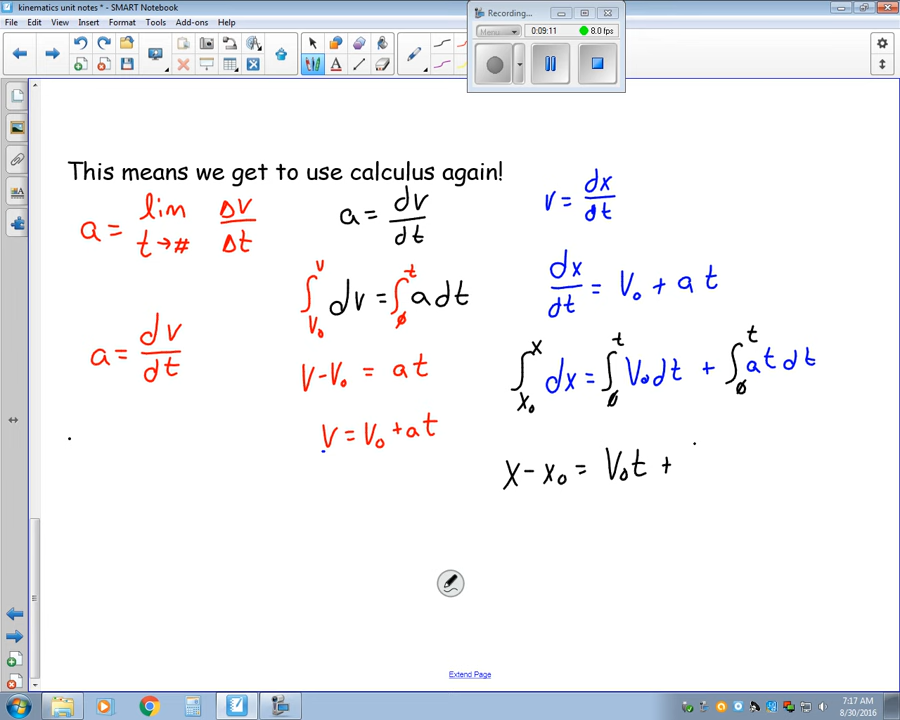 kinematics unit notes * - SMART Notebook
File Edit View Insert Format Tools Add-ons Help
Recording...
Menu
0:09:11
8.0 fps
This means we get to use calculus again!
a = lim t→# Δv/Δt
a = dv/dt
∫_{v₀}^{v} dv = ∫_{0}^{t} a dt
v-v₀ = at
v = v₀ + at
a = dv/dt
v = dx/dt
dx/dt = v₀ + at
∫_{x₀}^{x} dx = ∫_{0}^{t} v₀dt + ∫_{0}^{t} at dt
x - x₀ = v₀t +
Extend Page
7:17 AM
8/30/2016